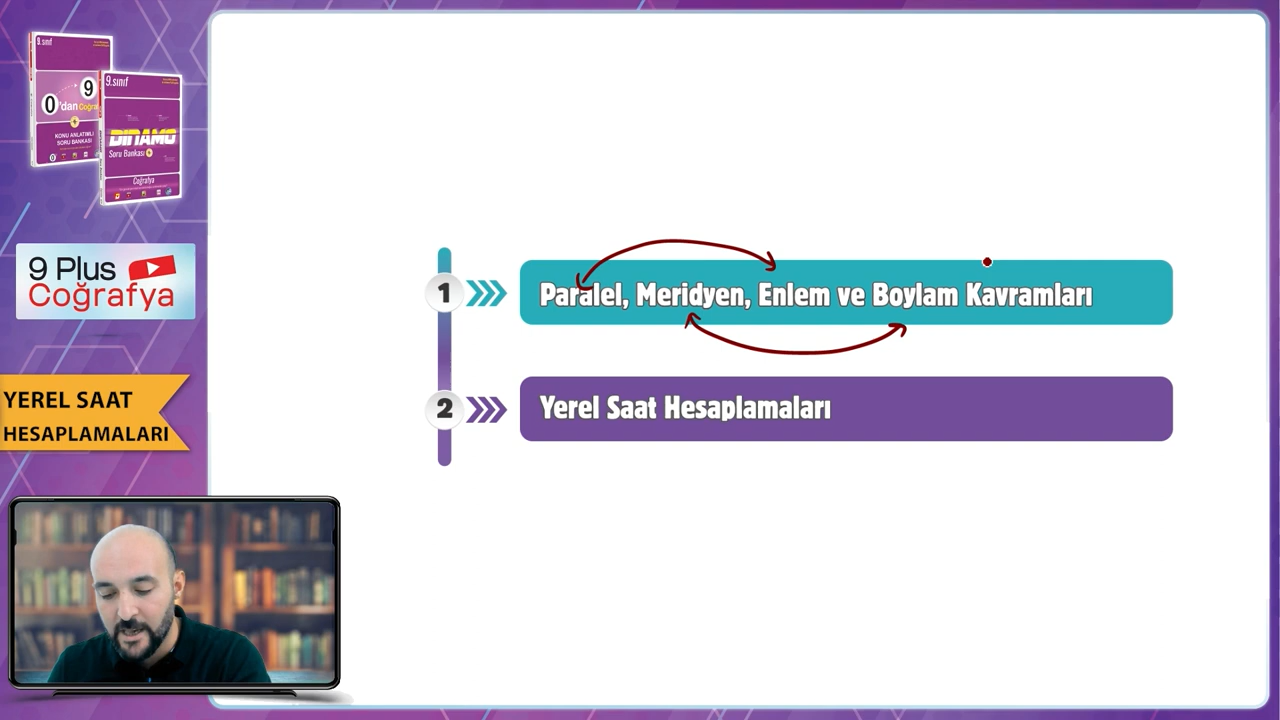 9.sınıf
0'dan
9
Coğraf
KONU ANLATIMLI
SORU BANKASI
9.sınıf
DİNAMO
Soru Bankası
Coğrafya
9 Plus
Coğrafya
YEREL SAAT
HESAPLAMALARI
1
Paralel, Meridyen, Enlem ve Boylam Kavramları
2
Yerel Saat Hesaplamaları